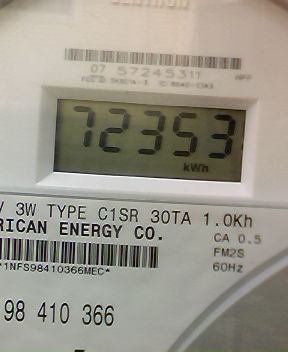 07 57245311
72353
kWh
V 3W TYPE C1SR 30TA 1.0Kh
RICAN ENERGY CO.
CA 0.5
FM2S
60Hz
*1NFS98410366MEC*
98 410 366